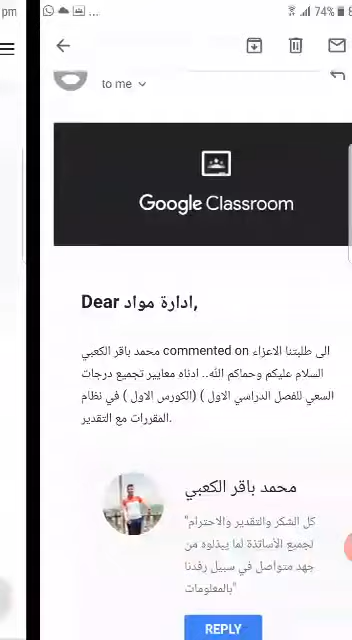 pm
... 74%
to me
Google Classroom
Dear ادارة مواد,
محمد باقر الكعبي commented on الى طلبتنا الاعزاء
السلام عليكم وحماكم الله.. ادناه معايير تجميع درجات
السعي للفصل الدراسي الاول ) (الكورس الاول ) في نظام
المقررات مع التقدير.
محمد باقر الكعبي
"كل الشكر والتقدير والاحترام
لجميع الأساتذة لما يبذلوه من
جهد متواصل في سبيل رفدنا
بالمعلومات"
REPLY